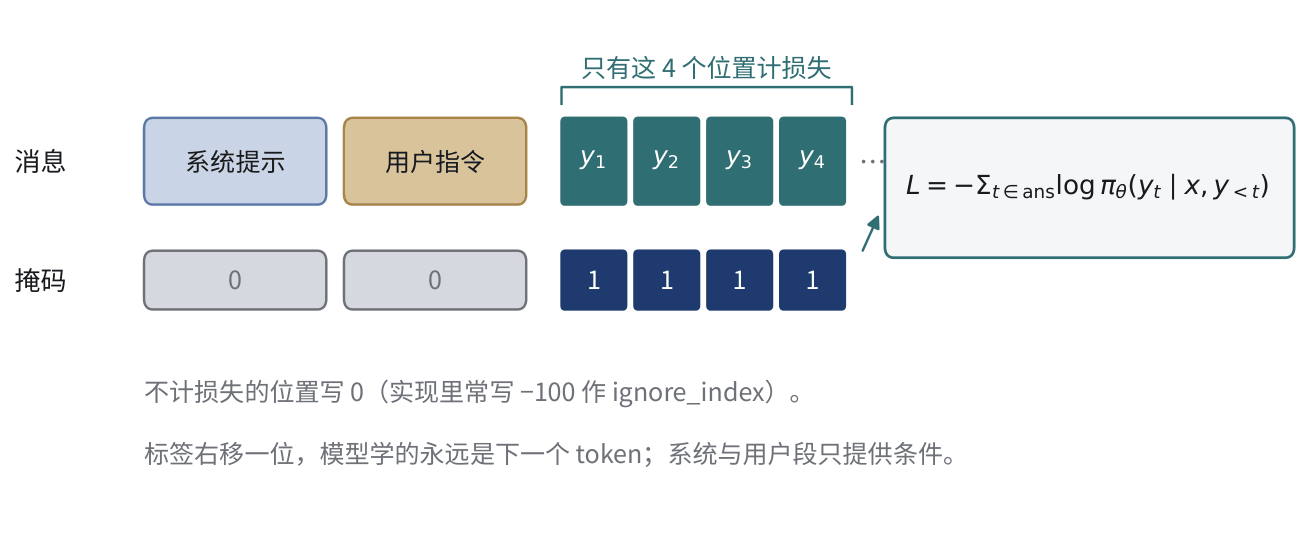 只有这 4 个位置计损失
消息
系统提示
用户指令
y₁
y₂
y₃
y₄
…
L = −Σ_{t∈ans} log π_θ(y_t | x, y_{<t})
掩码
0
0
1
1
1
1
不计损失的位置写 0（实现里常写 −100 作 ignore_index）。
标签右移一位，模型学的永远是下一个 token；系统与用户段只提供条件。